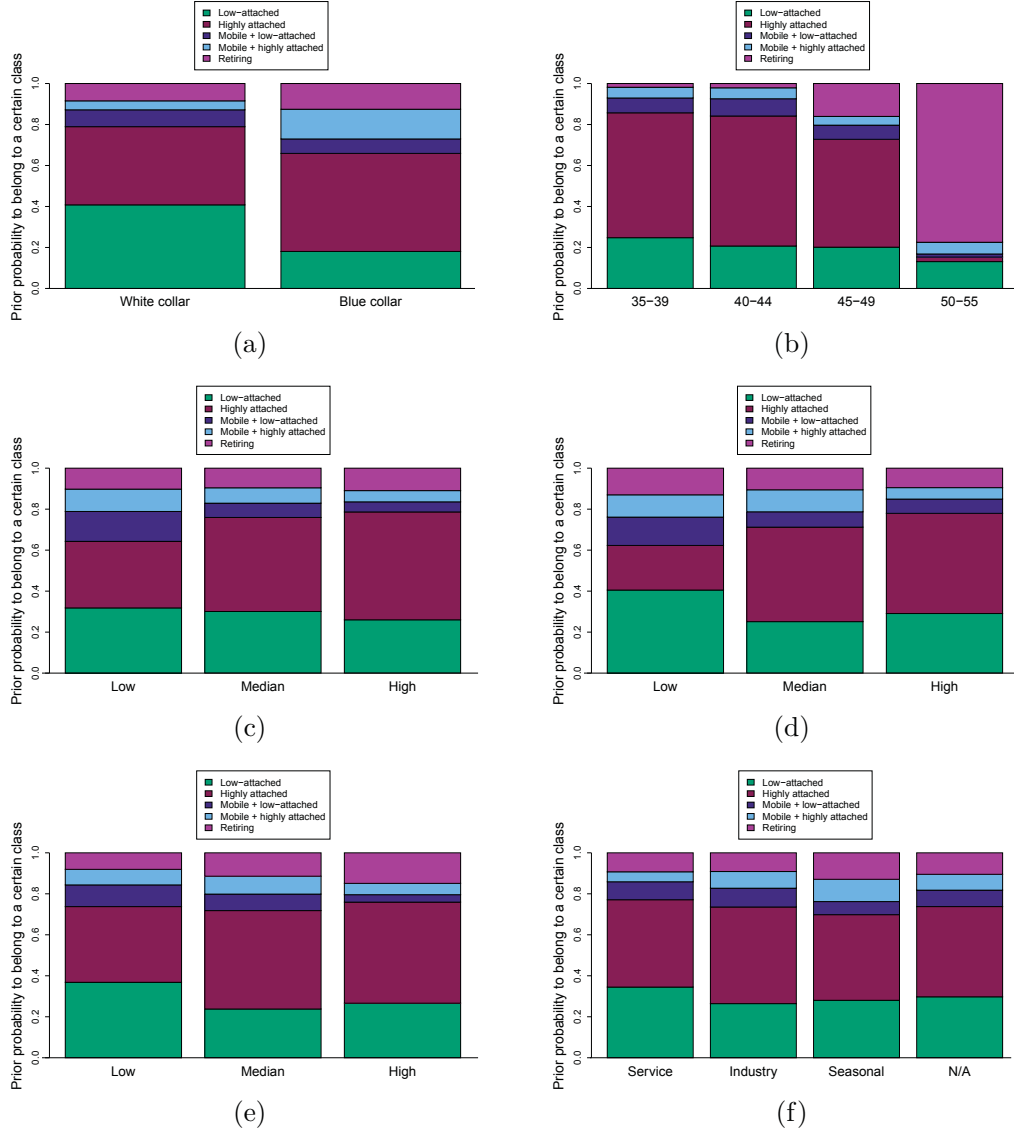 Low−attached
Highly attached
Mobile + low−attached
Mobile + highly attached
Retiring
Prior probability to belong to a certain class
1.0
0.8
0.6
0.4
0.2
0.0
White collar
Blue collar
(a)
Low−attached
Highly attached
Mobile + low−attached
Mobile + highly attached
Retiring
Prior probability to belong to a certain class
1.0
0.8
0.6
0.4
0.2
0.0
35−39
40−44
45−49
50−55
(b)
Low−attached
Highly attached
Mobile + low−attached
Mobile + highly attached
Retiring
Prior probability to belong to a certain class
1.0
0.8
0.6
0.4
0.2
0.0
Low
Median
High
(c)
Low−attached
Highly attached
Mobile + low−attached
Mobile + highly attached
Retiring
Prior probability to belong to a certain class
1.0
0.8
0.6
0.4
0.2
0.0
Low
Median
High
(d)
Low−attached
Highly attached
Mobile + low−attached
Mobile + highly attached
Retiring
Prior probability to belong to a certain class
1.0
0.8
0.6
0.4
0.2
0.0
Low
Median
High
(e)
Low−attached
Highly attached
Mobile + low−attached
Mobile + highly attached
Retiring
Prior probability to belong to a certain class
1.0
0.8
0.6
0.4
0.2
0.0
Service
Industry
Seasonal
N/A
(f)